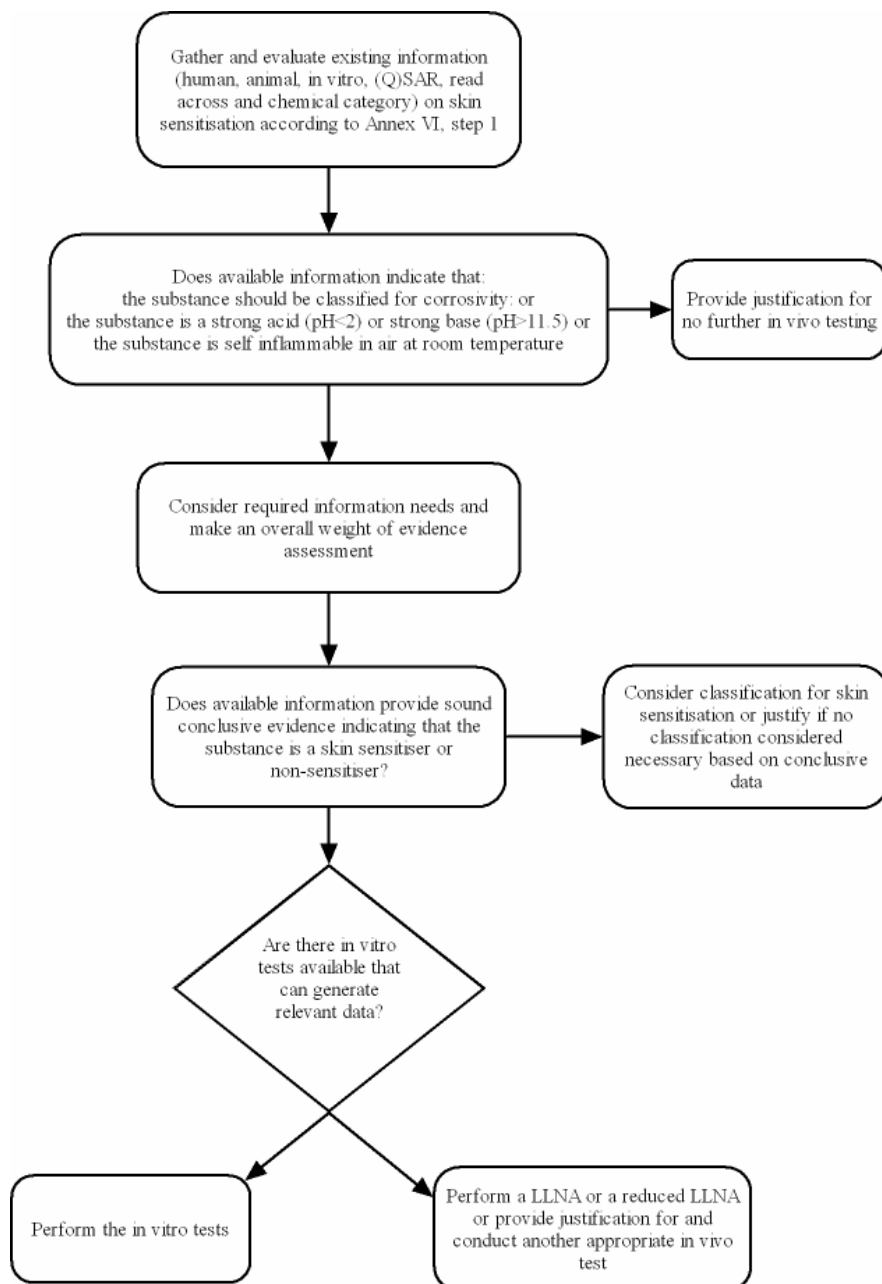 Gather and evaluate existing information
(human, animal, in vitro, (Q)SAR, read
across and chemical category) on skin
sensitisation according to Annex VI, step 1
Does available information indicate that:
the substance should be classified for corrosivity: or
the substance is a strong acid (pH<2) or strong base (pH>11.5) or
the substance is self inflammable in air at room temperature
Provide justification for
no further in vivo testing
Consider required information needs and
make an overall weight of evidence
assessment
Does available information provide sound
conclusive evidence indicating that the
substance is a skin sensitiser or
non-sensitiser?
Consider classification for skin
sensitisation or justify if no
classification considered
necessary based on conclusive
data
Are there in vitro
tests available that
can generate
relevant data?
Perform the in vitro tests
Perform a LLNA or a reduced LLNA
or provide justification for and
conduct another appropriate in vivo
test